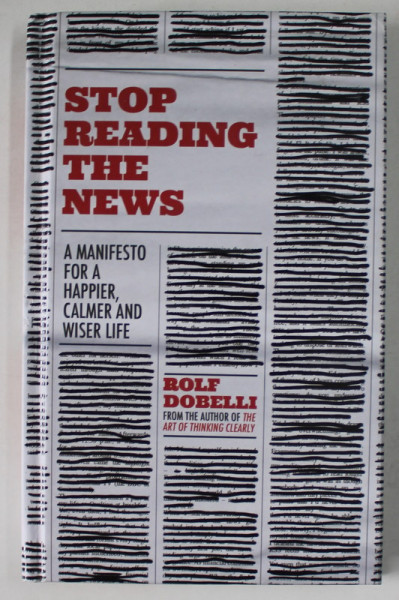 STOP
READING
THE
NEWS
A MANIFESTO
FOR A
HAPPIER,
CALMER AND
WISER LIFE
ROLF
DOBELLI
FROM THE AUTHOR OF THE
ART OF THINKING CLEARLY